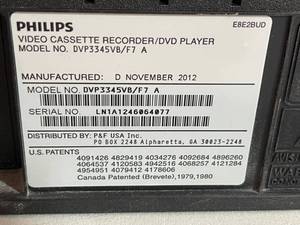 PHILIPS
E8E2BUD
VIDEO CASSETTE RECORDER/DVD PLAYER
MODEL NO. DVP3345VB/F7 A
MANUFACTURED: D NOVEMBER 2012
MODEL NO. DVP3345VB/F7 A
SERIAL NO: LN1A1246064077
DISTRIBUTED BY: P&F USA Inc.
PO BOX 2248 Alpharetta, GA 30023-2248
U.S. PATENTS
4091426 4829419 4034276 4092684 4896260
4064537 4120583 4942516 4068257 4121284
4954951 4079412 4178606
Canada Patented (Brevete),1979,1980